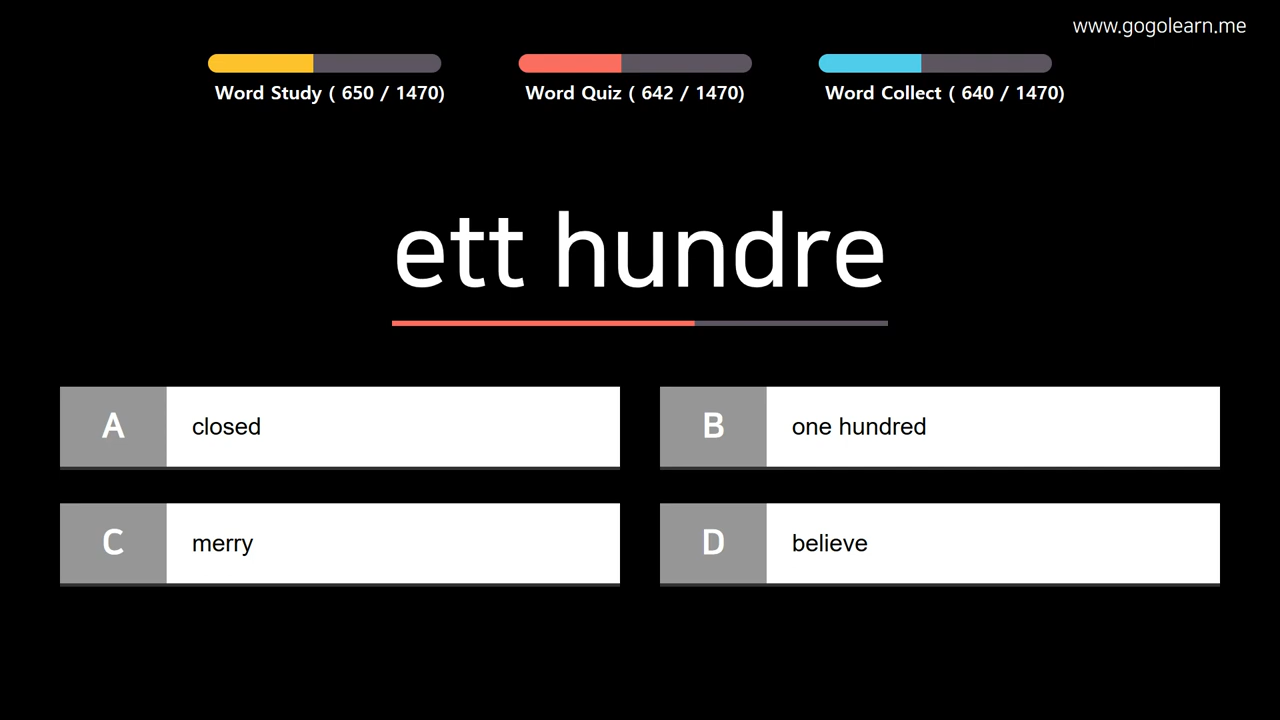 www.gogolearn.me
Word Study ( 650 / 1470)
Word Quiz ( 642 / 1470)
Word Collect ( 640 / 1470)
ett hundre
A closed
B one hundred
C merry
D believe